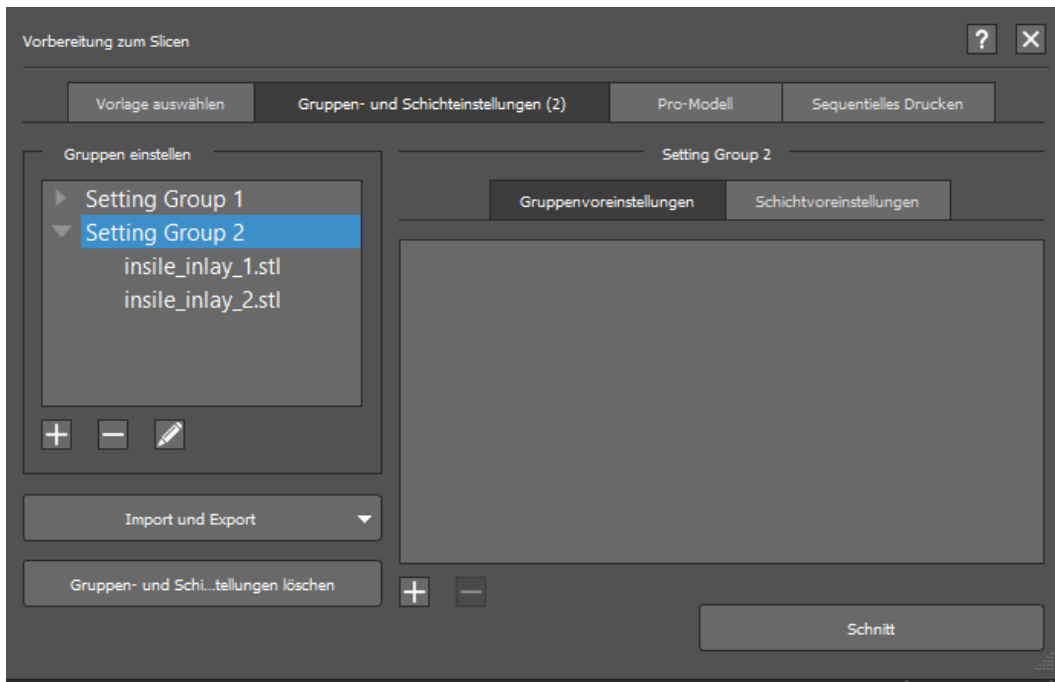 Vorbereitung zum Slicen
?
Vorlage auswählen
Gruppen- und Schichteinstellungen (2)
Pro-Modell
Sequentielles Drucken
Gruppen einstellen
Setting Group 1
Setting Group 2
insile_inlay_1.stl
insile_inlay_2.stl
Import und Export
Gruppen- und Schi...tellungen löschen
Setting Group 2
Gruppenvoreinstellungen
Schichtvoreinstellungen
Schnitt